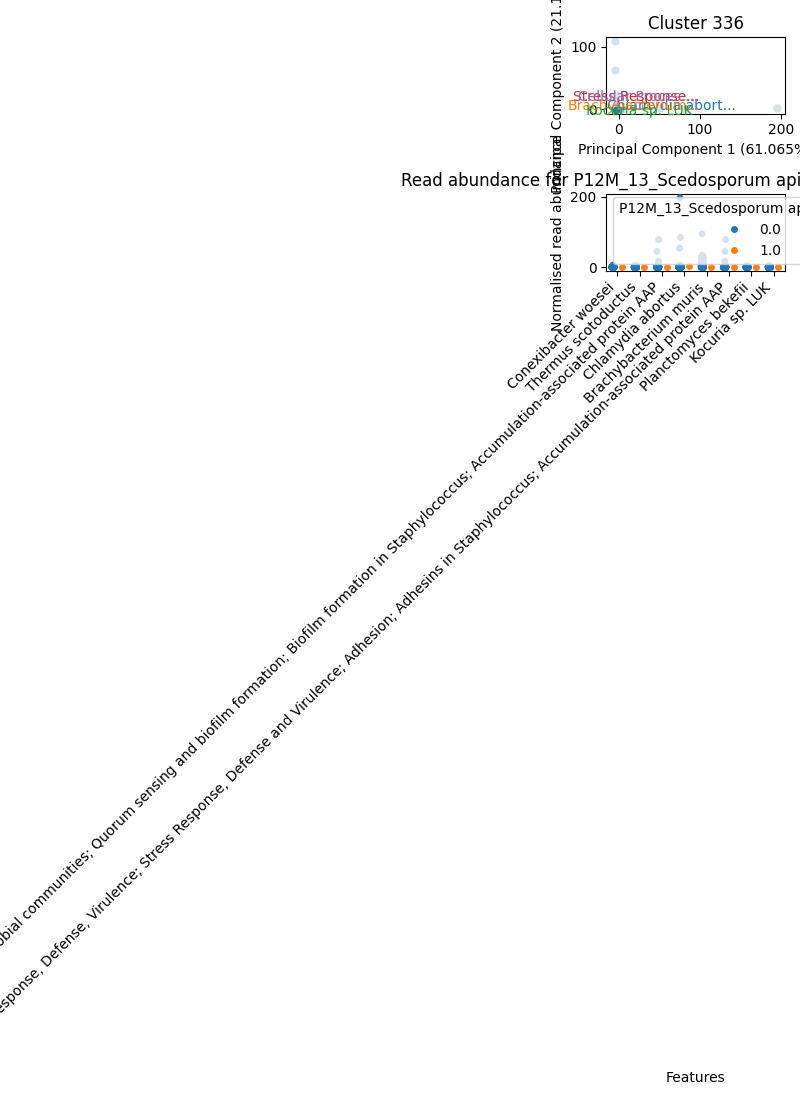 Cluster 336
Principal Component 2 (21.1
100
0
Stress Response...
Brachybacterium m
Chlamydia abort...
Kocuria sp. LUK
0
100
200
Principal Component 1 (61.065%
Read abundance for P12M_13_Scedosporum api
Normalised read abundance
200
0
P12M_13_Scedosporum ap
0.0
1.0
Conexibacter woesei
Thermus scotoductus
obial communities; Quorum sensing and biofilm formation; Biofilm formation in Staphylococcus; Accumulation-associated protein AAP
Chlamydia abortus
Brachybacterium muris
esponse, Defense, Virulence; Stress Response, Defense and Virulence; Adhesion; Adhesins in Staphylococcus; Accumulation-associated protein AAP
Planctomyces bekefii
Kocuria sp. LUK
Features